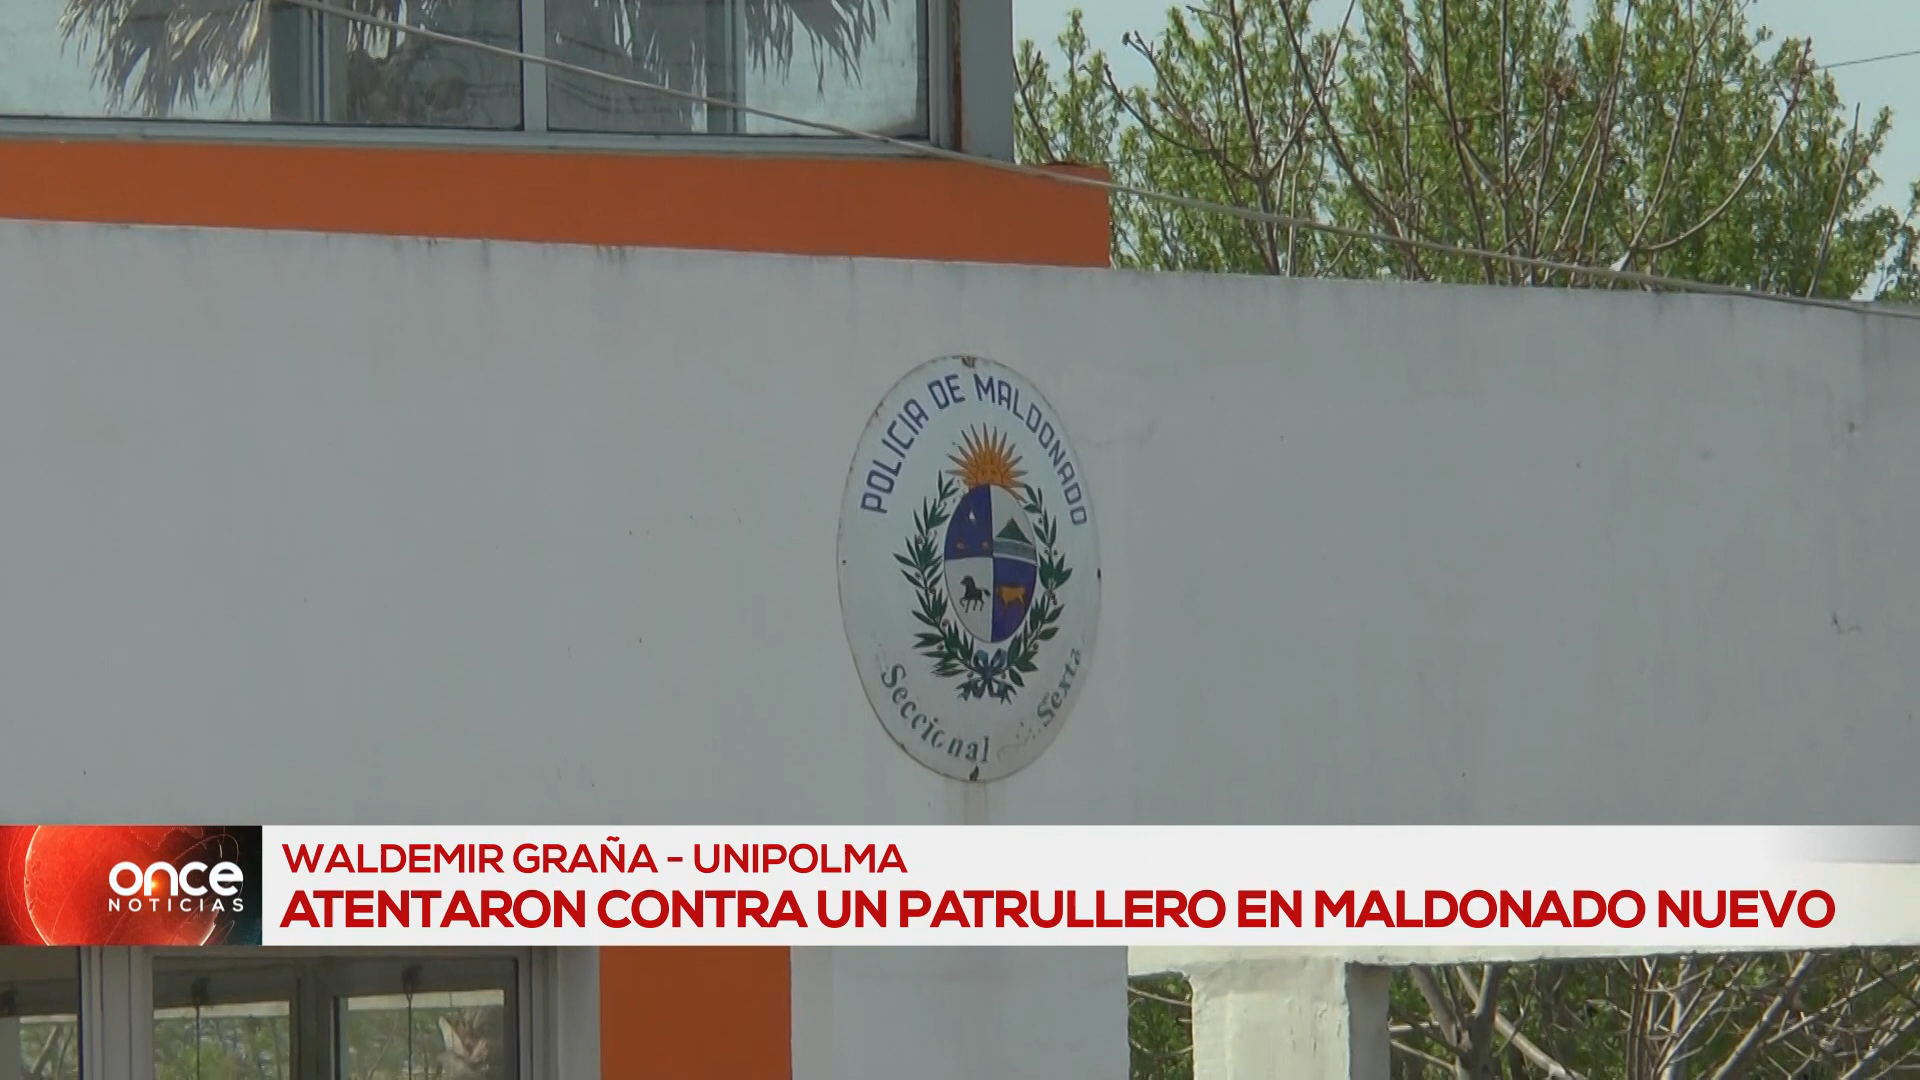 POLICIA DE MALDONADO
Seccional Sexta
once
NOTICIAS
WALDEMIR GRAÑA - UNIPOLMA
ATENTARON CONTRA UN PATRULLERO EN MALDONADO NUEVO